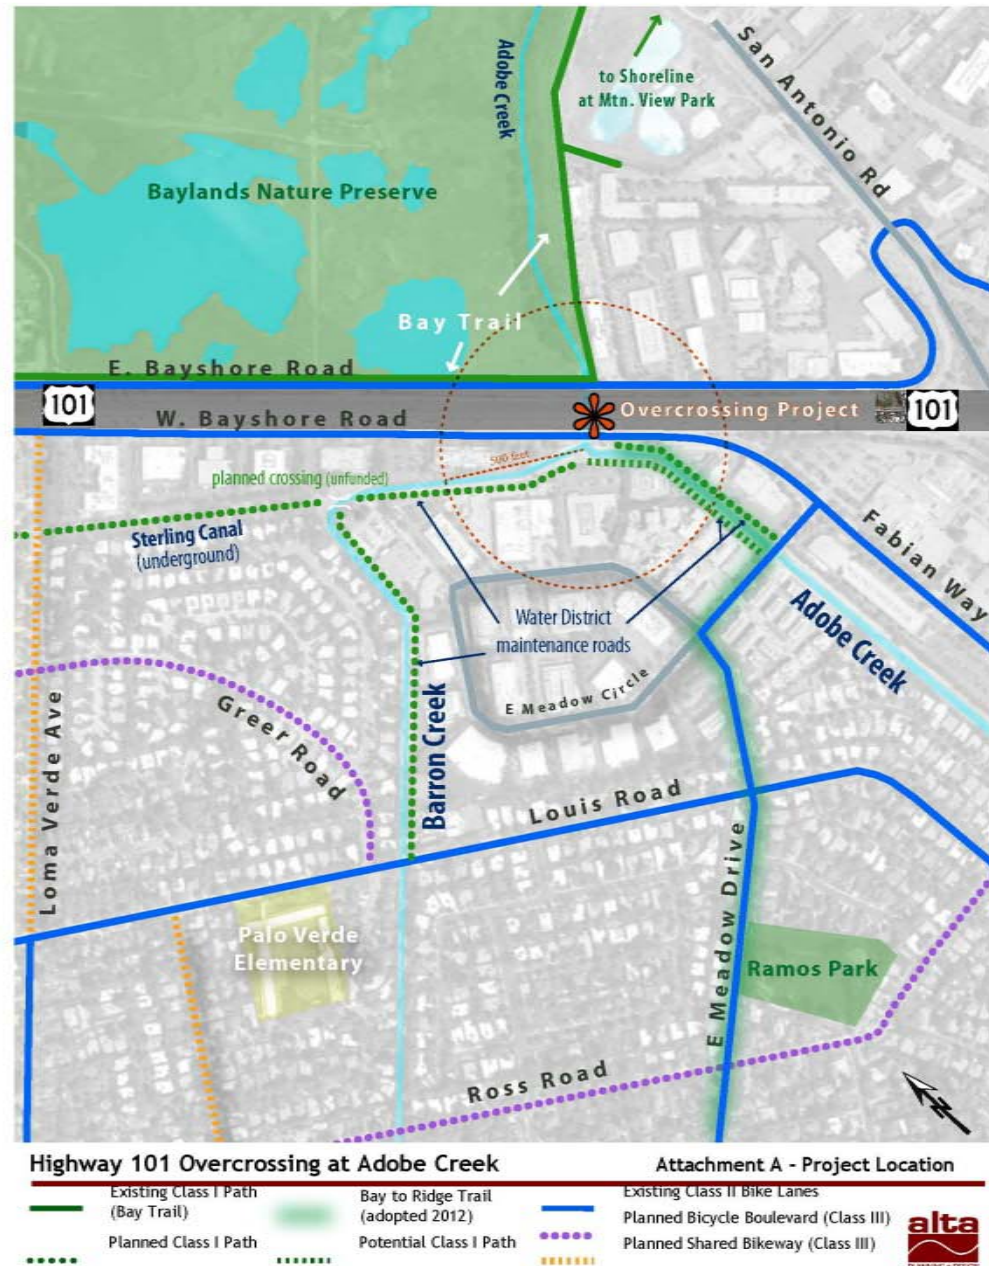 Adobe Creek
to Shoreline
at Mtn. View Park
San Antonio Rd
Baylands Nature Preserve
Bay Trail
E. Bayshore Road
101
W. Bayshore Road
Overcrossing Project
101
500 feet
planned crossing (unfunded)
Sterling Canal
(underground)
Fabian Way
Water District
maintenance roads
Adobe Creek
E Meadow Circle
Loma Verde Ave
Greer Road
Barron Creek
Louis Road
E Meadow Drive
Palo Verde
Elementary
Ramos Park
Ross Road
N
Highway 101 Overcrossing at Adobe Creek
Attachment A - Project Location
Existing Class I Path
(Bay Trail)
Planned Class I Path
Bay to Ridge Trail
(adopted 2012)
Potential Class I Path
Existing Class II Bike Lanes
Planned Bicycle Boulevard (Class III)
Planned Shared Bikeway (Class III)
alta